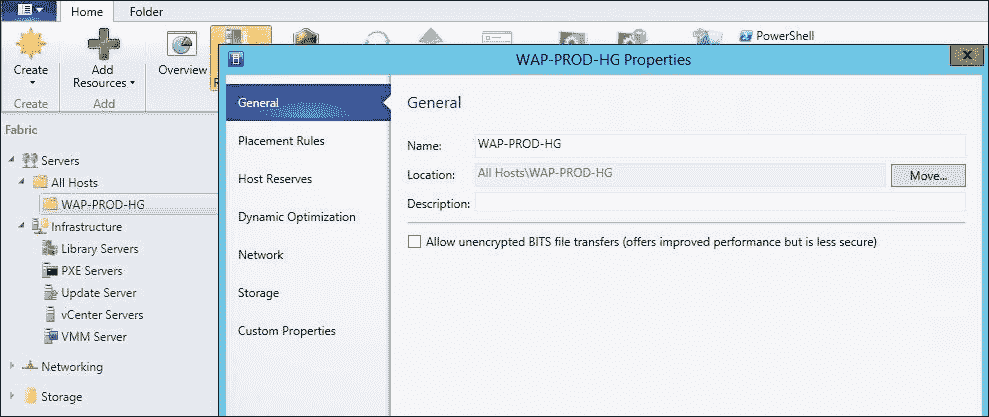 Home Folder
Create
Add Resources
Overview
PowerShell
Create Add
WAP-PROD-HG Properties
X
Fabric
Servers
All Hosts
WAP-PROD-HG
Infrastructure
Library Servers
PXE Servers
Update Server
vCenter Servers
VMM Server
Networking
Storage
General
Placement Rules
Host Reserves
Dynamic Optimization
Network
Storage
Custom Properties
General
Name: WAP-PROD-HG
Location: All Hosts\WAP-PROD-HG Move...
Description:
Allow unencrypted BITS file transfers (offers improved performance but is less secure)